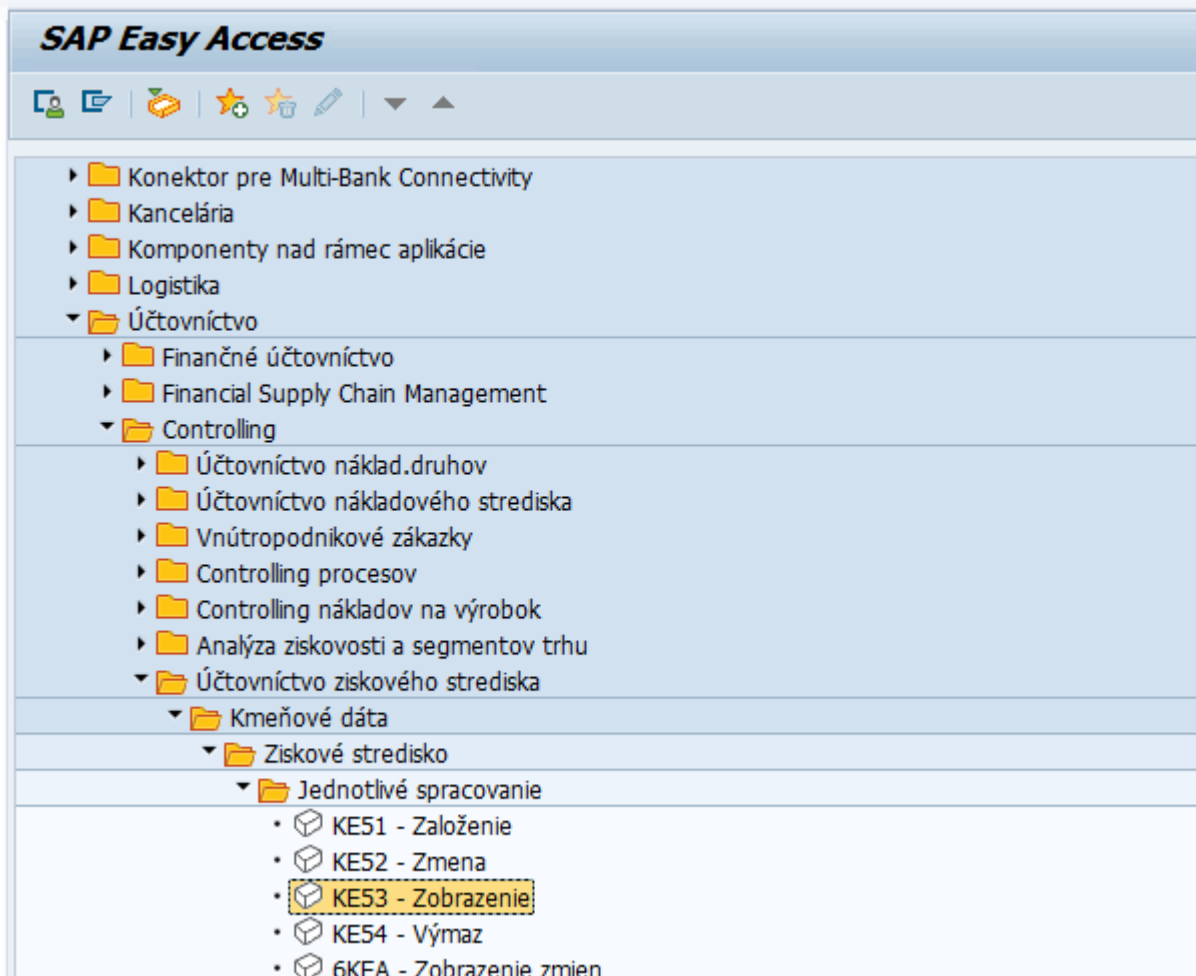 SAP Easy Access
Konektor pre Multi-Bank Connectivity
Kancelária
Komponenty nad rámec aplikácie
Logistika
Účtovníctvo
Finančné účtovníctvo
Financial Supply Chain Management
Controlling
Účtovníctvo náklad.druhov
Účtovníctvo nákladového strediska
Vnútropodnikové zákazky
Controlling procesov
Controlling nákladov na výrobok
Analýza ziskovosti a segmentov trhu
Účtovníctvo ziskového strediska
Kmeňové dáta
Ziskové stredisko
Jednotlivé spracovanie
KE51 - Založenie
KE52 - Zmena
KE53 - Zobrazenie
KE54 - Výmaz
6KEA - Zobrazenie zmien